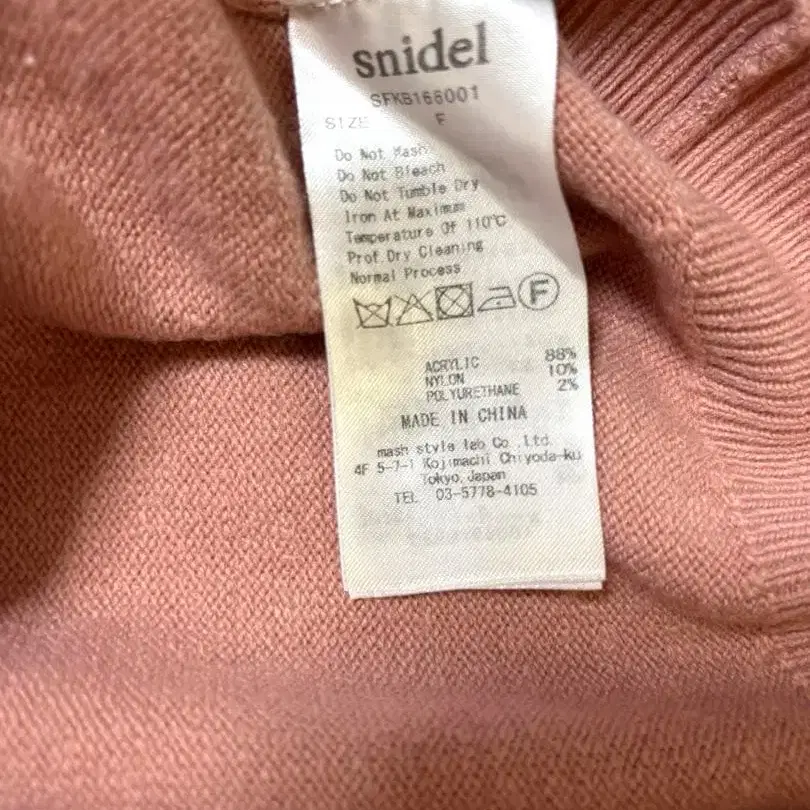 snidel
SFKB166001
SIZE F
Do Not Wash
Do Not Bleach
Do Not Tumble Dry
Iron At Maximum
Temperature Of 110°C
Prof.Dry Cleaning
Normal Process
F
ACRYLIC 88%
NYLON 10%
POLYURETHANE 2%
MADE IN CHINA
mash style lab Co.,Ltd.
4F 5-7-1 Kojimachi Chiyoda-ku
Tokyo,Japan
TEL 03-5778-4105